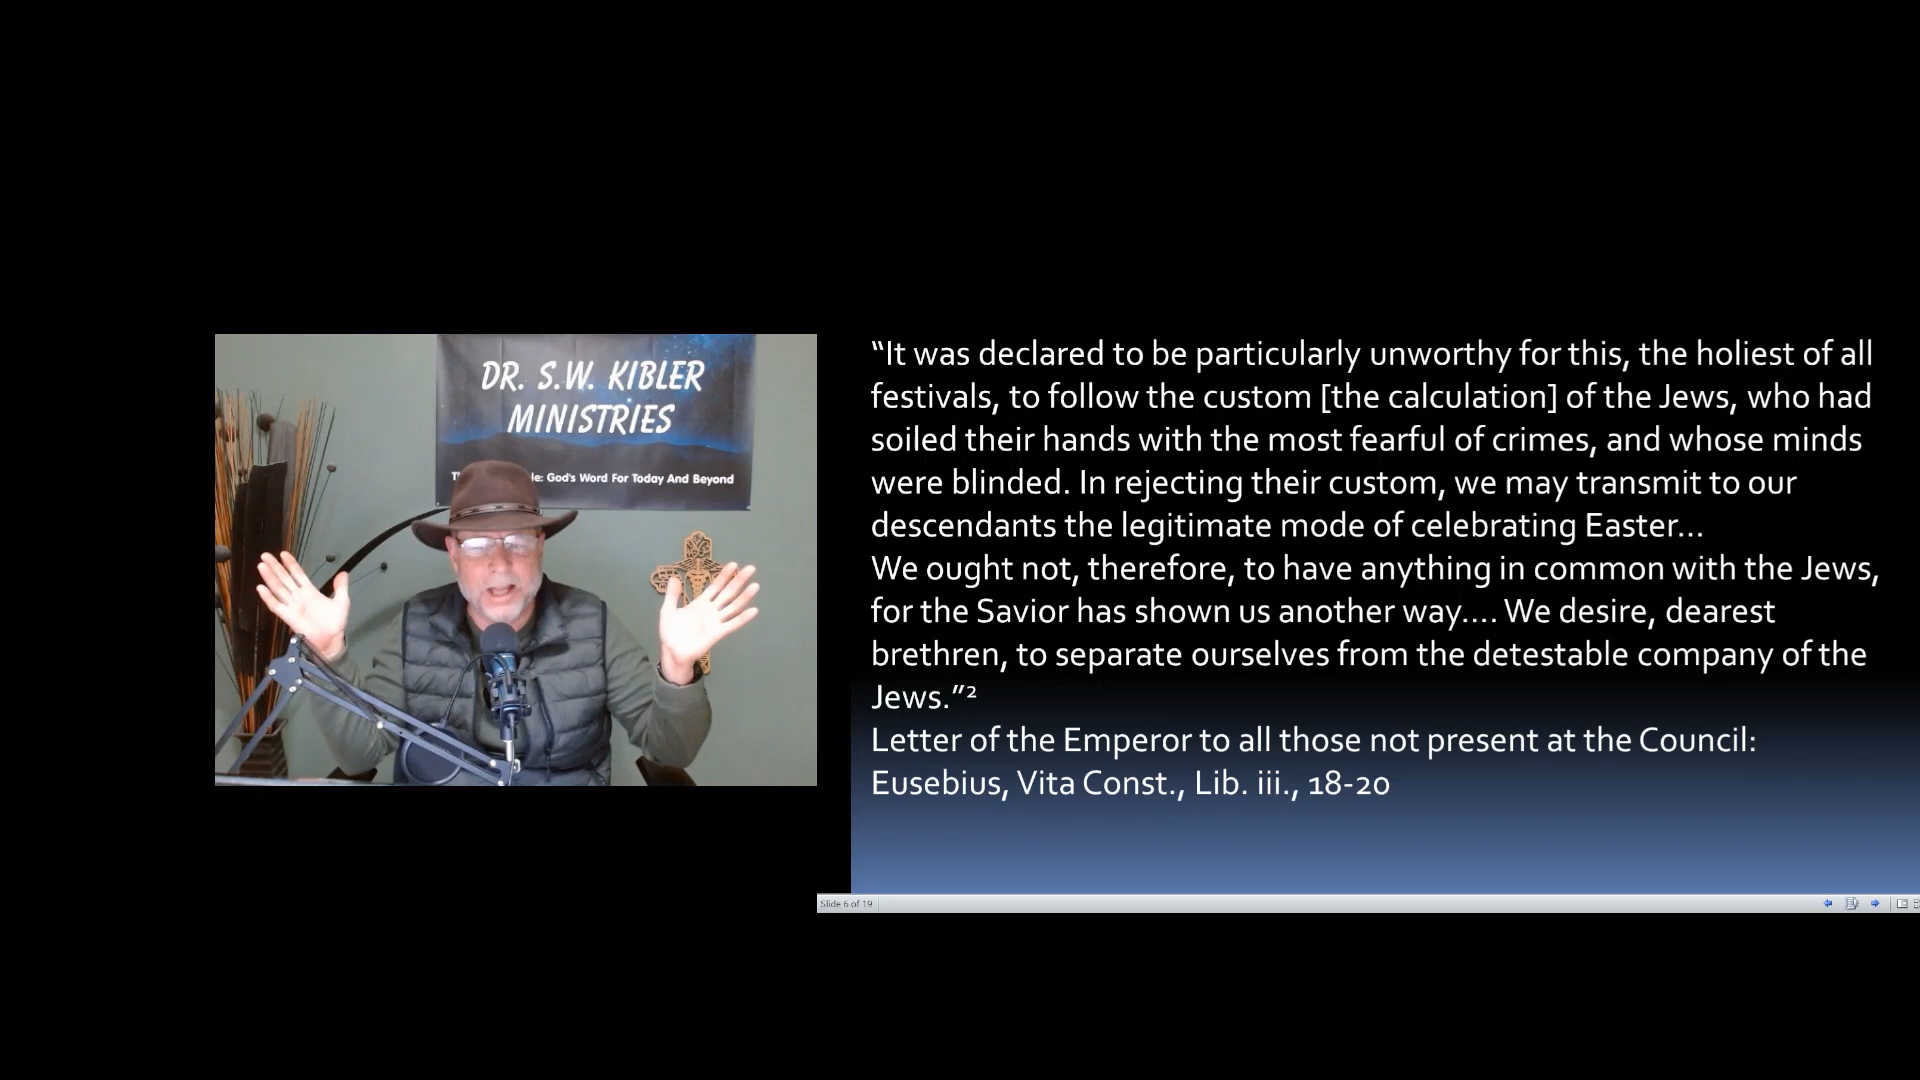 DR. S.W. KIBLER
MINISTRIES
God's Word For Today And Beyond
“It was declared to be particularly unworthy for this, the holiest of all
festivals, to follow the custom [the calculation] of the Jews, who had
soiled their hands with the most fearful of crimes, and whose minds
were blinded. In rejecting their custom, we may transmit to our
descendants the legitimate mode of celebrating Easter...
We ought not, therefore, to have anything in common with the Jews,
for the Savior has shown us another way.... We desire, dearest
brethren, to separate ourselves from the detestable company of the
Jews.”²
Letter of the Emperor to all those not present at the Council:
Eusebius, Vita Const., Lib. iii., 18-20
Slide 6 of 19